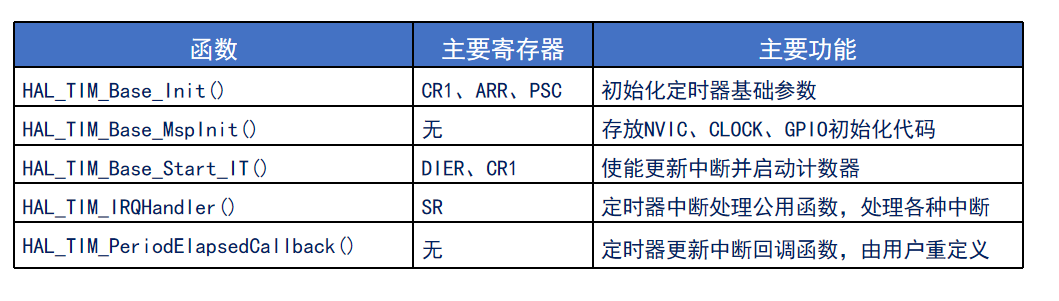 函数 主要寄存器 主要功能
HAL_TIM_Base_Init() CR1、ARR、PSC 初始化定时器基础参数
HAL_TIM_Base_MspInit() 无 存放NVIC、CLOCK、GPIO初始化代码
HAL_TIM_Base_Start_IT() DIER、CR1 使能更新中断并启动计数器
HAL_TIM_IRQHandler() SR 定时器中断处理公用函数，处理各种中断
HAL_TIM_PeriodElapsedCallback() 无 定时器更新中断回调函数，由用户重定义